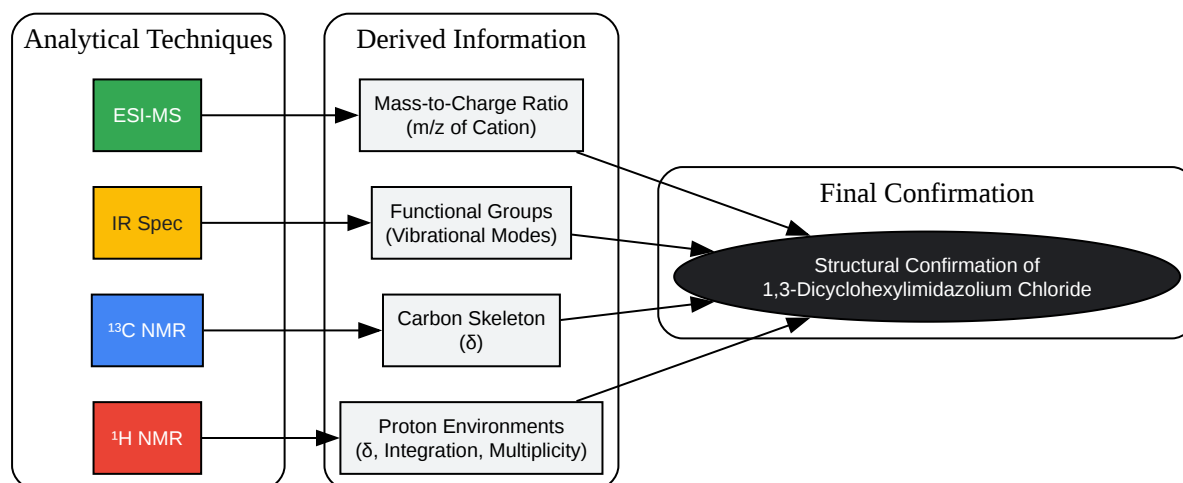 Analytical Techniques
Derived Information
ESI-MS
Mass-to-Charge Ratio
(m/z of Cation)
IR Spec
Functional Groups
(Vibrational Modes)
¹³C NMR
Carbon Skeleton
(δ)
¹H NMR
Proton Environments
(δ, Integration, Multiplicity)
Final Confirmation
Structural Confirmation of
1,3-Dicyclohexylimidazolium Chloride